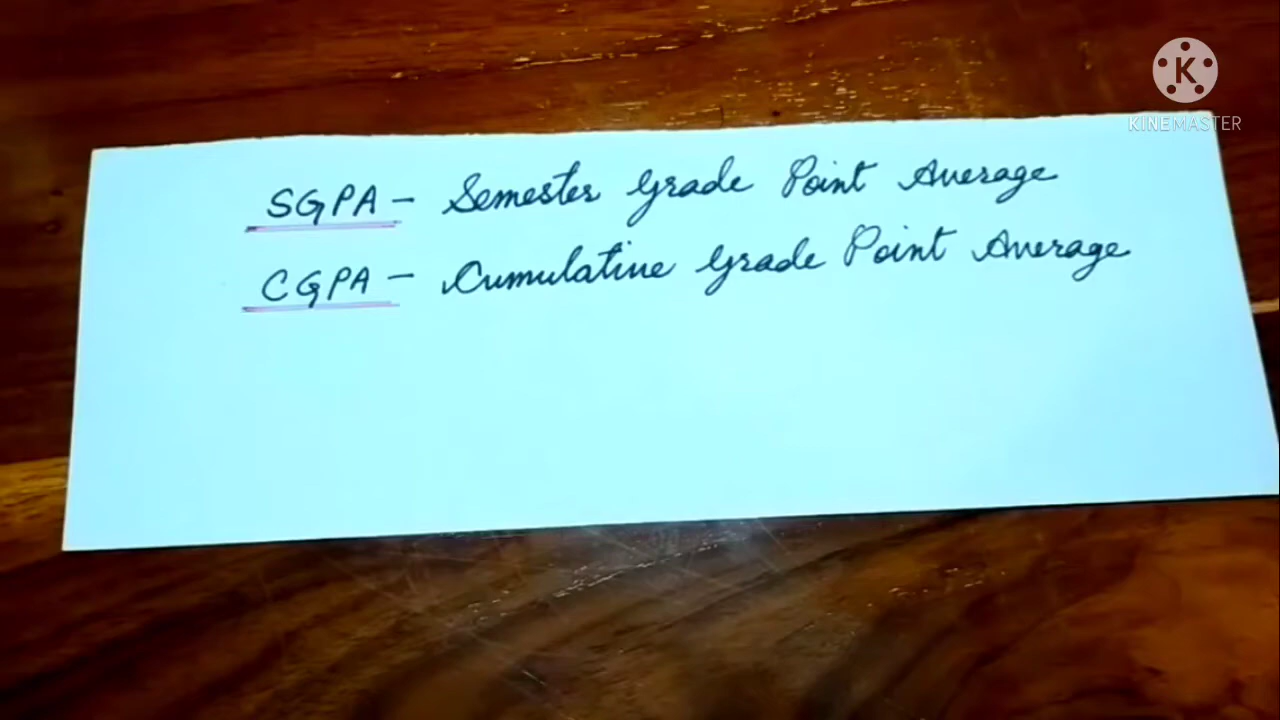 K
KINEMASTER
SGPA - Semester Grade Point Average
CGPA - Cumulative Grade Point Average